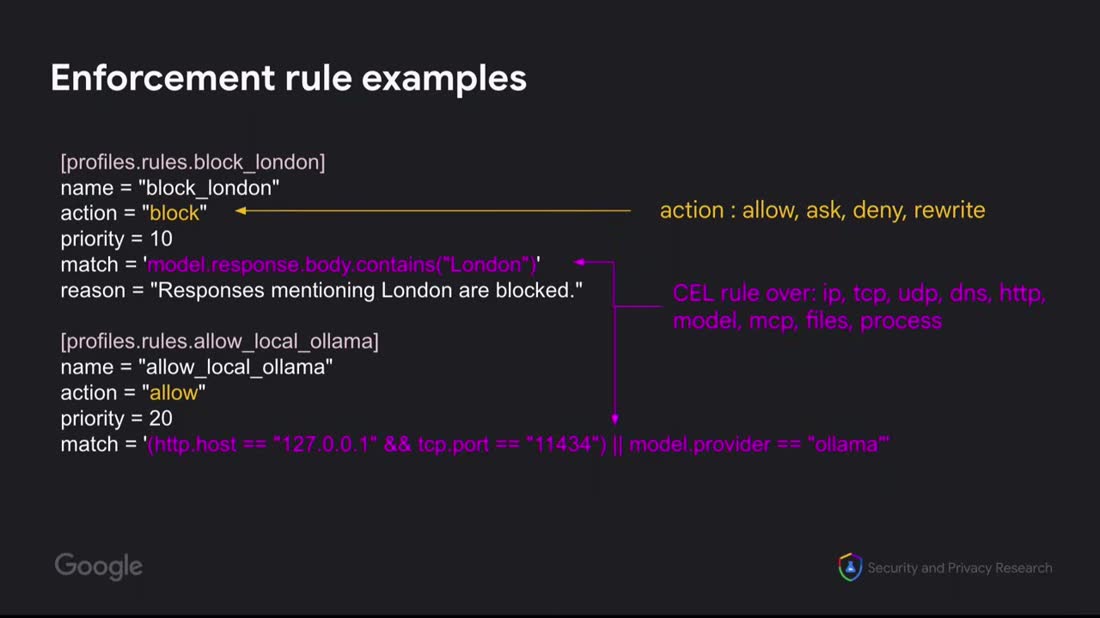 Enforcement rule examples
[profiles.rules.block_london]
name = "block_london"
action = "block"
priority = 10
match = 'model.response.body.contains("London")'
reason = "Responses mentioning London are blocked."
action : allow, ask, deny, rewrite
CEL rule over: ip, tcp, udp, dns, http,
model, mcp, files, process
[profiles.rules.allow_local_ollama]
name = "allow_local_ollama"
action = "allow"
priority = 20
match = '(http.host == "127.0.0.1" && tcp.port == "11434") || model.provider == "ollama"'
Google
Security and Privacy Research